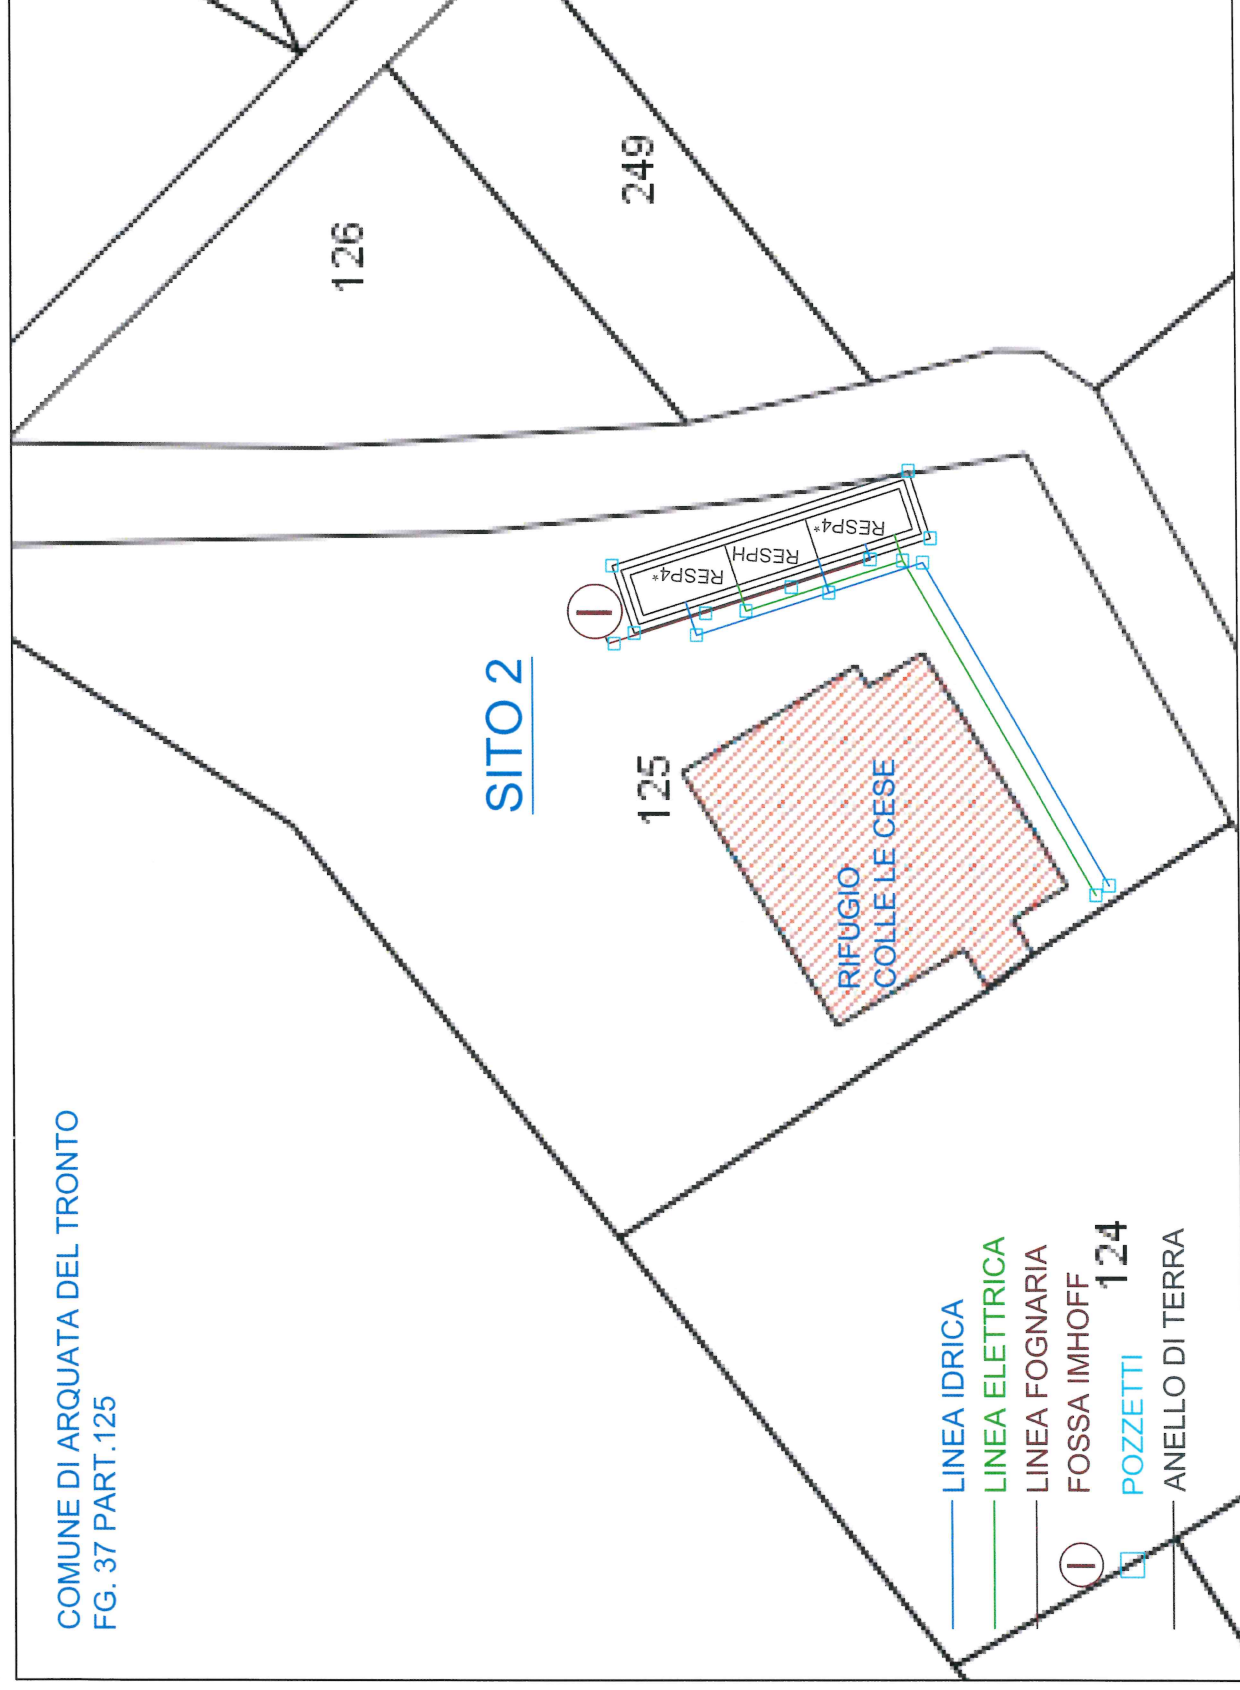 COMUNE DI ARQUATA DEL TRONTO
FG. 37 PART.125
126
249
SITO 2
125
RESP4*
RESPH
RESP4*
RIFUGIO
COLLE LE CESE
LINEA IDRICA
LINEA ELETTRICA
LINEA FOGNARIA
FOSSA IMHOFF
124
POZZETTI
ANELLO DI TERRA